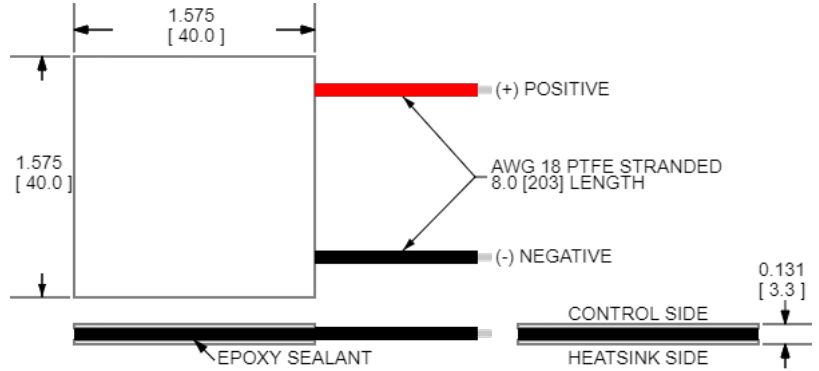 1.575
[ 40.0 ]
(+) POSITIVE
1.575
[ 40.0 ]
AWG 18 PTFE STRANDED
8.0 [203] LENGTH
(-) NEGATIVE
0.131
[ 3.3 ]
CONTROL SIDE
EPOXY SEALANT
HEATSINK SIDE